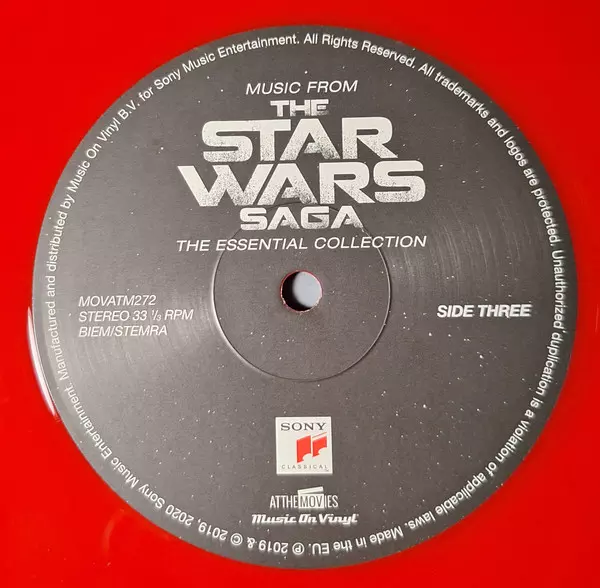 MUSIC FROM
THE
STAR
WARS
SAGA
THE ESSENTIAL COLLECTION
MOVATM272
STEREO 33 ⅓ RPM
BIEM/STEMRA
SIDE THREE
SONY
CLASSICAL
AT THE MOVIES
Music On Vinyl
℗ 2019 & © 2019, 2020 Sony Music Entertainment. Manufactured and distributed by Music On Vinyl B.V. for Sony Music Entertainment. All Rights Reserved. All trademarks and logos are protected. Unauthorized duplication is a violation of applicable laws. Made in the EU.